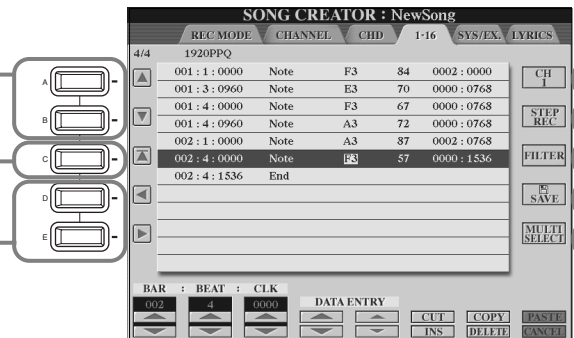 SONG CREATOR : NewSong
REC MODE CHANNEL CHD 1-16 SYS/EX. LYRICS
4/4 1920PPQ
001 : 1 : 0000 Note F3 84 0002 : 0000
001 : 3 : 0960 Note E3 70 0000 : 0768
001 : 4 : 0000 Note F3 67 0000 : 0768
001 : 4 : 0960 Note A3 72 0000 : 0768
002 : 1 : 0000 Note A3 87 0002 : 0768
002 : 4 : 0000 Note F3 57 0000 : 1536
002 : 4 : 1536 End
A
B
C
D
E
CH
1
STEP
REC
FILTER
SAVE
MULTI
SELECT
BAR : BEAT : CLK
002 4 0000 DATA ENTRY
CUT COPY PASTE
INS DELETE CANCEL